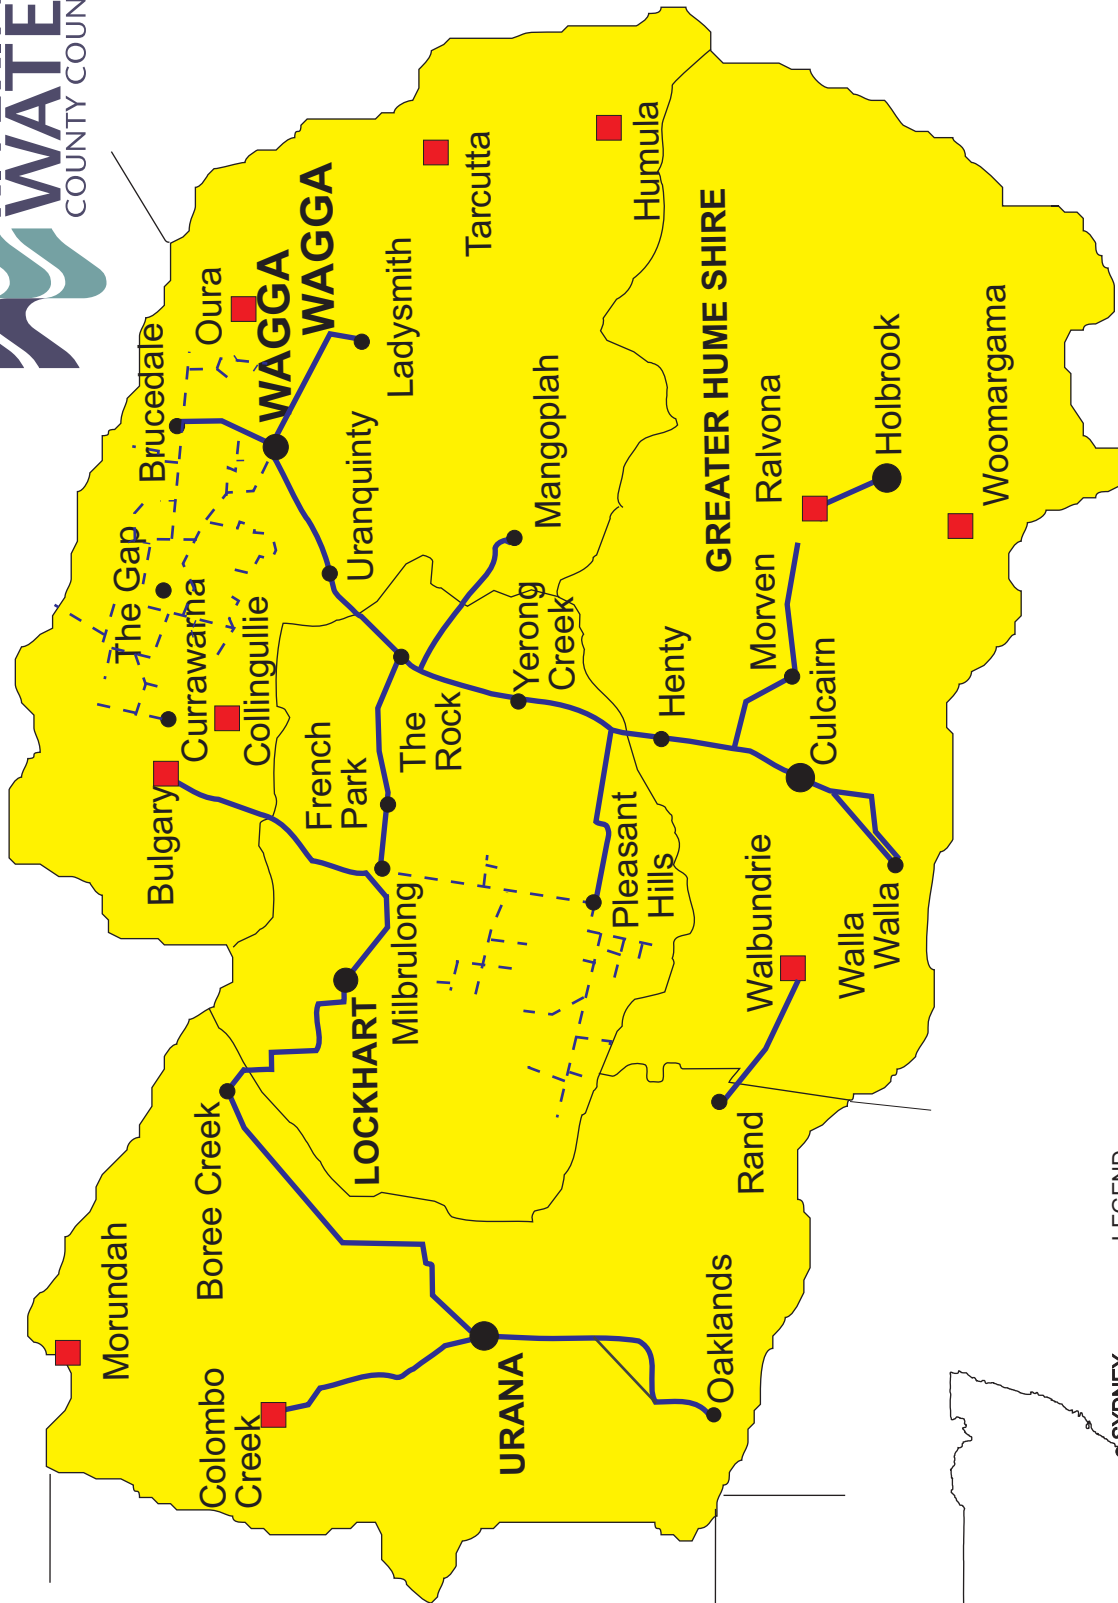 WATE
COUNTY COUN
Morundah
Colombo
Creek
Boree Creek
Bulgary
Currawarna
Collingullie
The Gap
Brucedale
Oura
WAGGA
WAGGA
Ladysmith
Tarcutta
Humula
Uranquinty
Mangoplah
French
Park
The
Rock
Milbrulong
LOCKHART
Yerong
Creek
URANA
Oaklands
Pleasant
Hills
Henty
GREATER HUME SHIRE
Ralvona
Morven
Culcairn
Holbrook
Woomargama
Walbundrie
Walla
Walla
Rand
SYDNEY
LEGEND